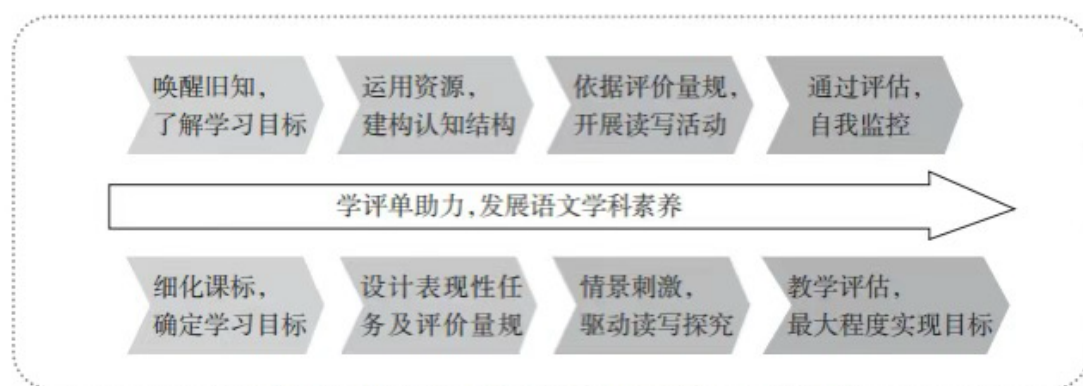 唤醒旧知,
了解学习目标
运用资源,
建构认知结构
依据评价量规,
开展读写活动
通过评估,
自我监控
学评单助力,发展语文学科素养
细化课标,
确定学习目标
设计表现性任
务及评价量规
情景刺激,
驱动读写探究
教学评估,
最大程度实现目标